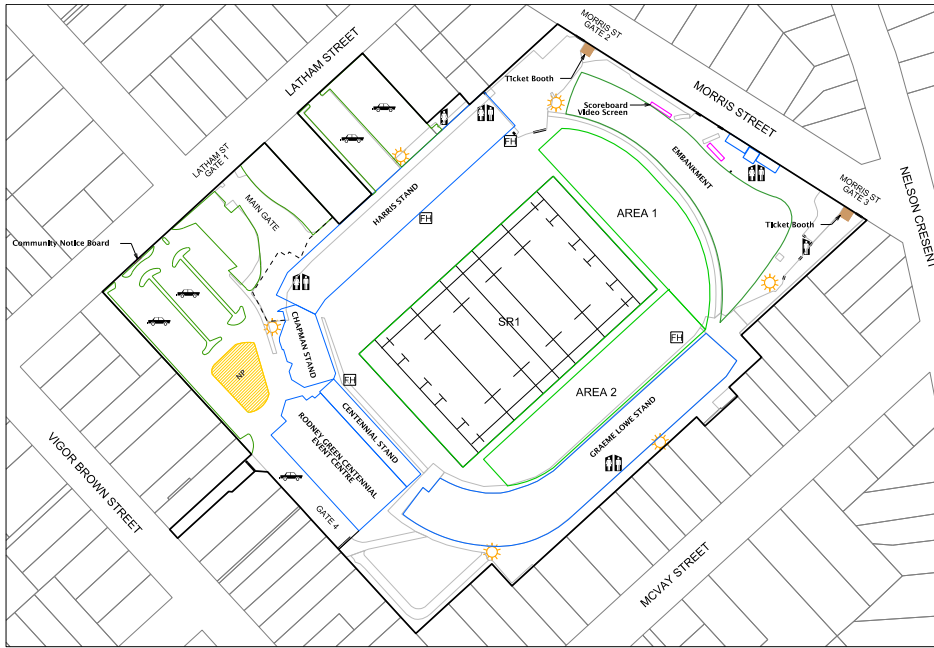 MORRIS ST
GATE 2
LATHAM STREET
Ticket Booth
MORRIS STREET
Scoreboard
Video Screen
EMBANKMENT
LATHAM ST
GATE 1
FH
MAIN GATE
HARRIS STAND
FH
AREA 1
MORRIS ST
GATE 3
NELSON CRESENT
Ticket Booth
Community Notice Board
SR1
CHAPMAN STAND
FH
FH
NP
AREA 2
CENTENNIAL STAND
RODNEY GREEN CENTENNIAL
EVENT CENTRE
GRAEME LOWE STAND
VIGOR BROWN STREET
GATE 4
MCVAY STREET